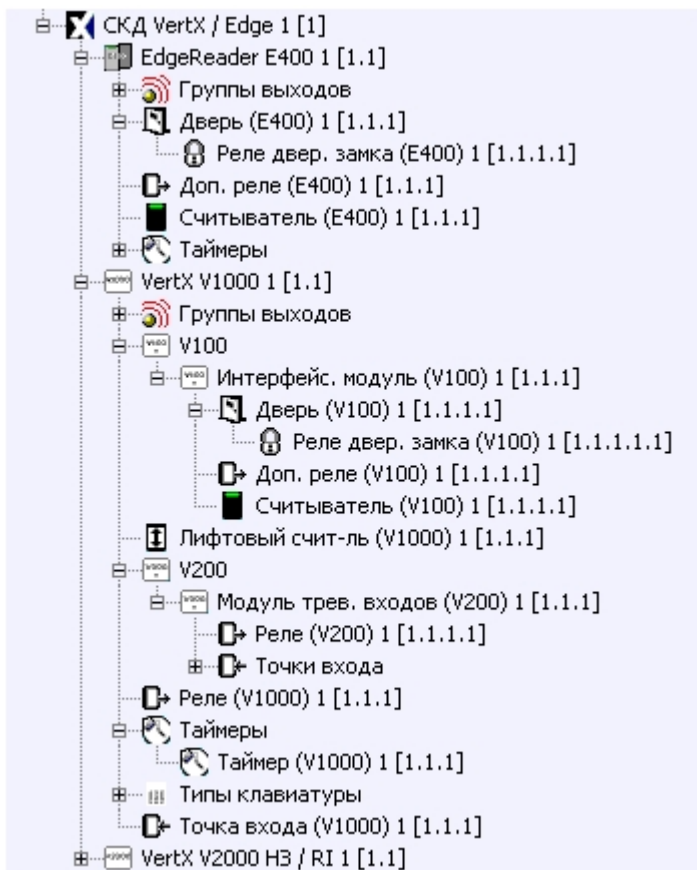 СКД VertX / Edge 1 [1]
EdgeReader E400 1 [1.1]
Группы выходов
Дверь (E400) 1 [1.1.1]
Реле двер. замка (E400) 1 [1.1.1.1]
Доп. реле (E400) 1 [1.1.1]
Считыватель (E400) 1 [1.1.1]
Таймеры
VertX V1000 1 [1.1]
Группы выходов
V100
Интерфейс. модуль (V100) 1 [1.1.1]
Дверь (V100) 1 [1.1.1.1]
Реле двер. замка (V100) 1 [1.1.1.1.1]
Доп. реле (V100) 1 [1.1.1.1]
Считыватель (V100) 1 [1.1.1.1]
Лифтовый счит-ль (V1000) 1 [1.1.1]
V200
Модуль трев. входов (V200) 1 [1.1.1]
Реле (V200) 1 [1.1.1.1]
Точки входа
Реле (V1000) 1 [1.1.1]
Таймеры
Таймер (V1000) 1 [1.1.1]
Типы клавиатуры
Точка входа (V1000) 1 [1.1.1]
VertX V2000 НЗ / RI 1 [1.1]